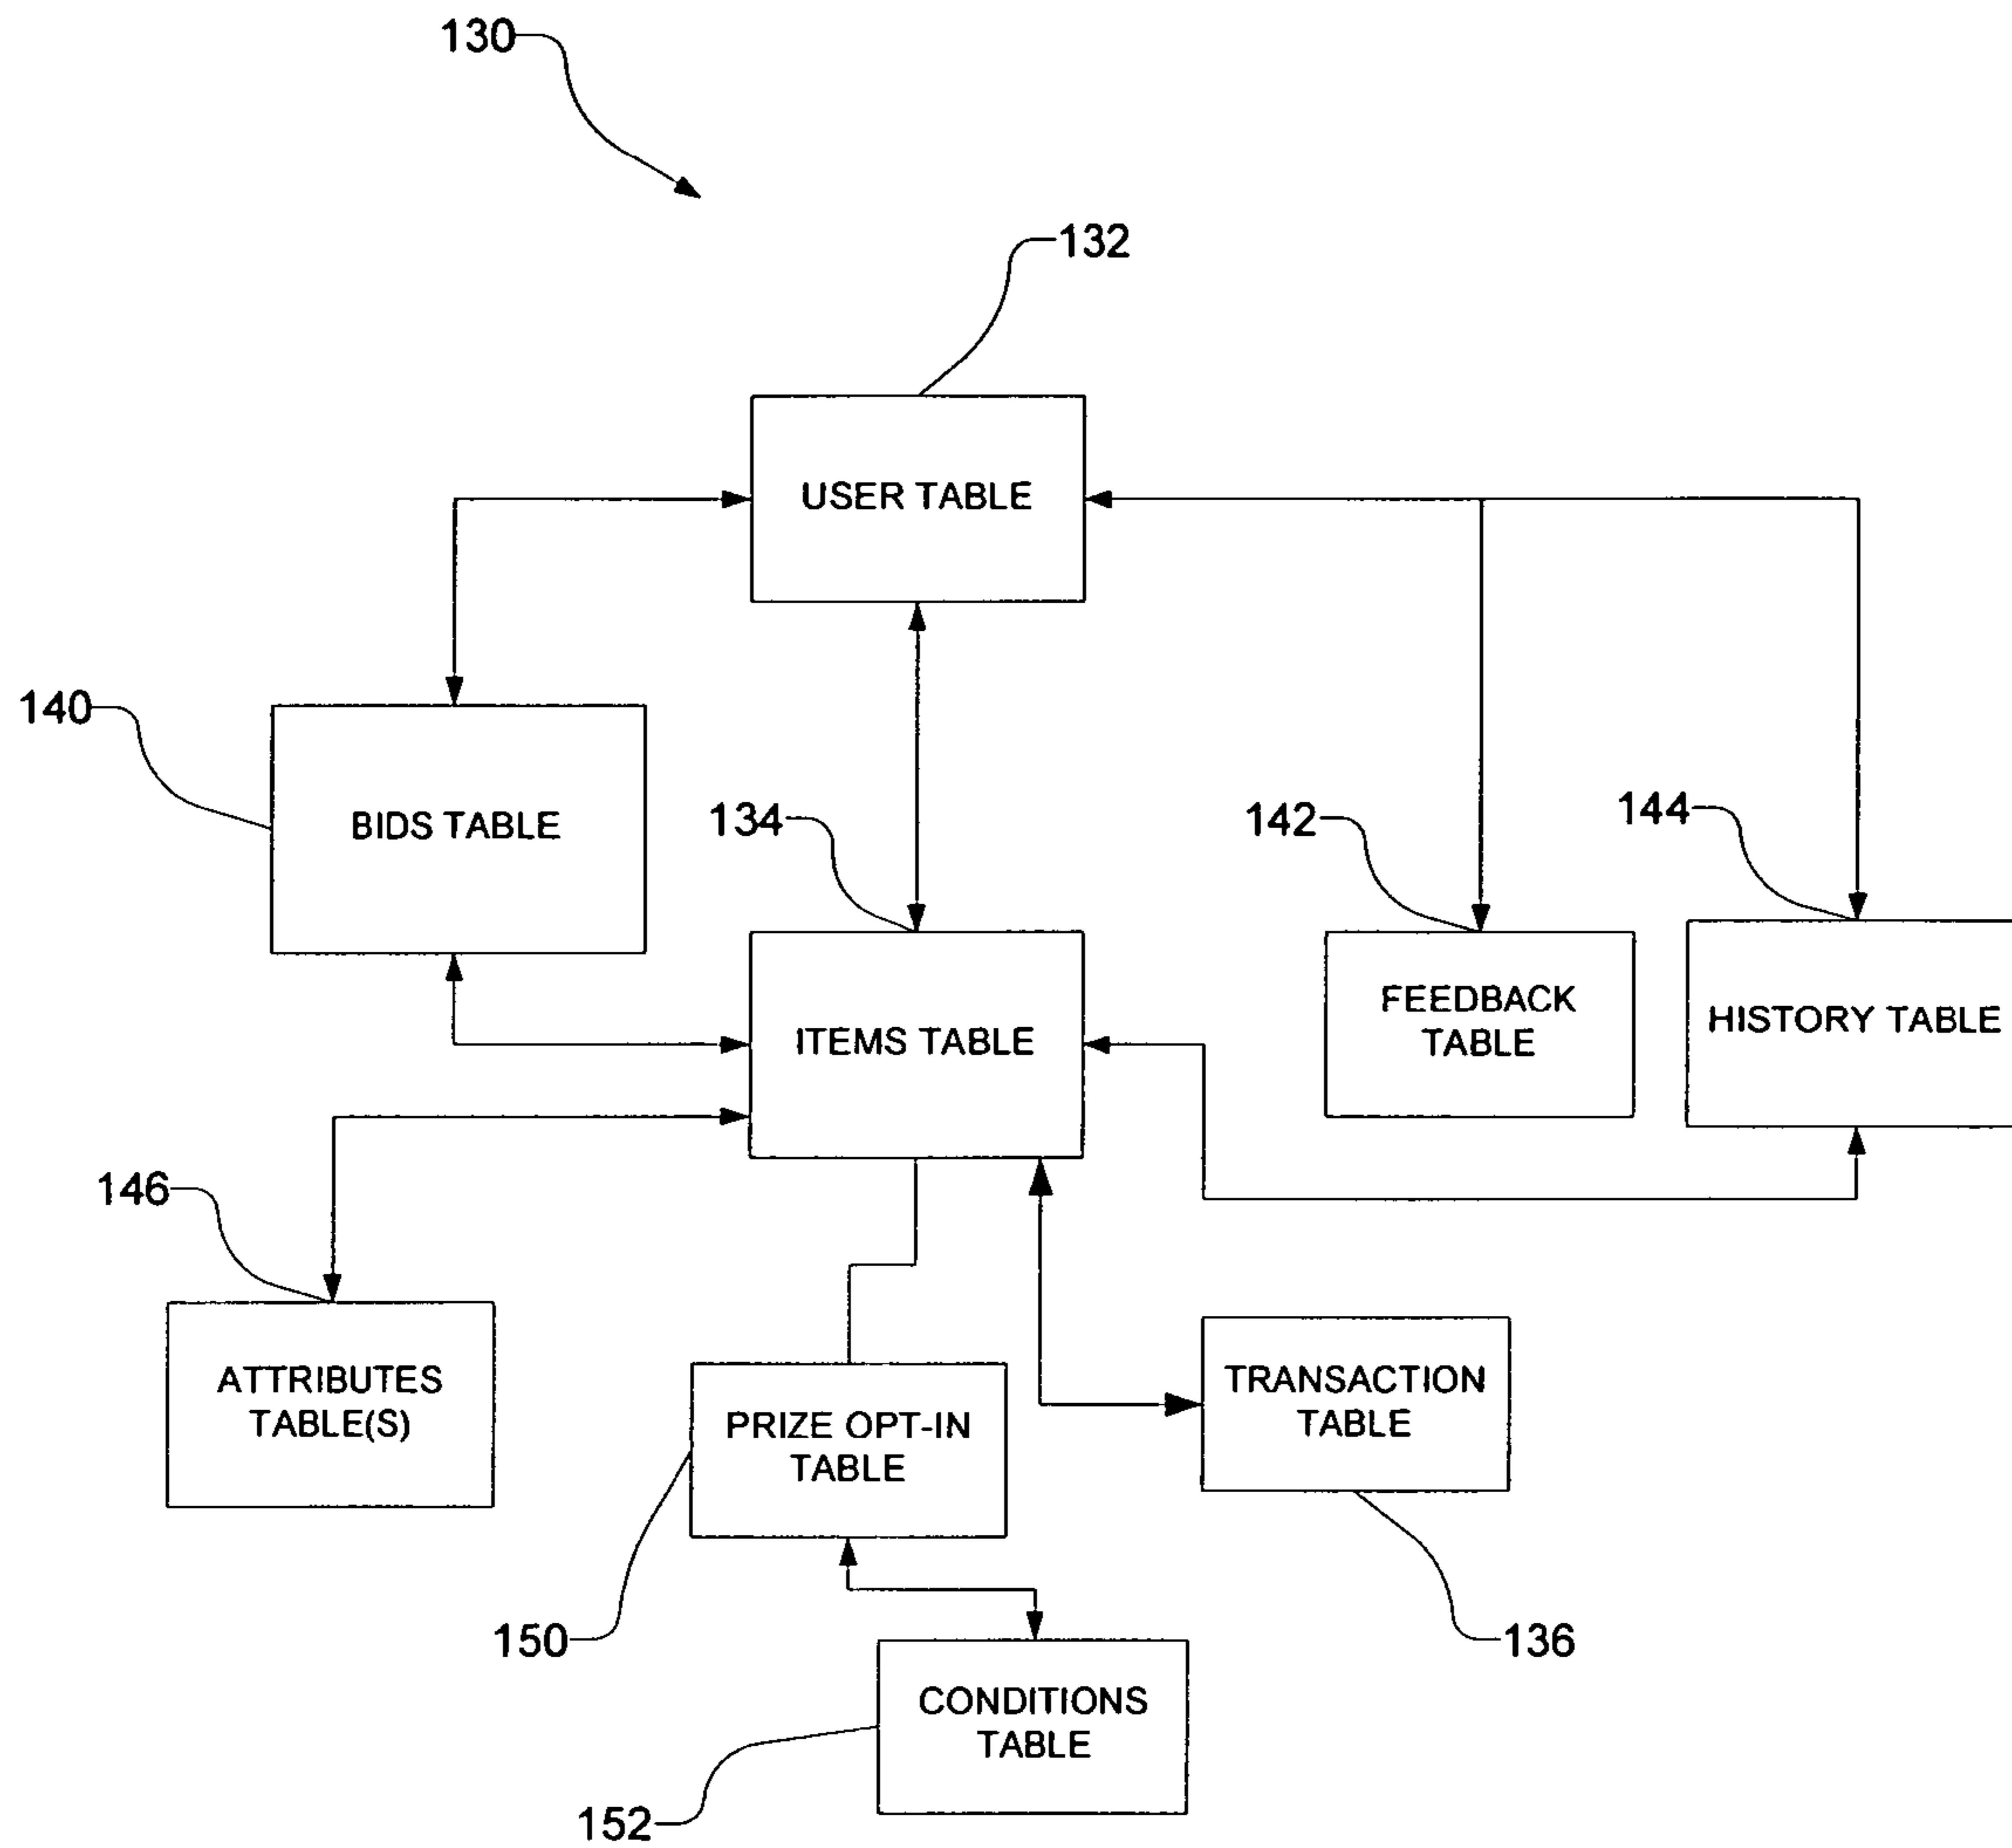 130
132
USER TABLE
140
BIDS TABLE
134
142
144
ITEMS TABLE
FEEDBACK
TABLE
HISTORY TABLE
146
ATTRIBUTES
TABLE(S)
PRIZE OPT-IN
TABLE
TRANSACTION
TABLE
150
136
CONDITIONS
TABLE
152